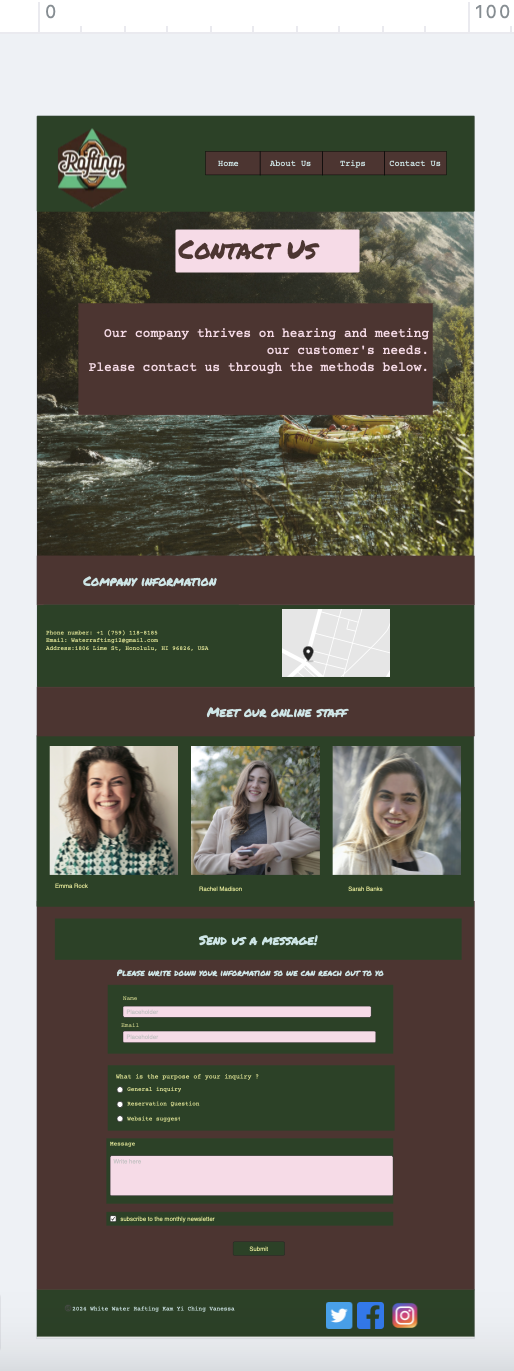 0
100
Rafting
Home
About Us
Trips
Contact Us
Contact Us
Our company thrives on hearing and meeting
our customer's needs.
Please contact us through the methods below.
Company information
Phone number: +1 (759) 118-8185
Email: Waterrafting12@gmail.com
Address:1806 Lime St, Honolulu, HI 96826, USA
Meet our online staff
Emma Rock
Rachel Madison
Sarah Banks
Send us a message!
Please write down your information so we can reach out to yo
Name
Placeholder
Email
Placeholder
What is the purpose of your inquiry ?
General inquiry
Reservation Question
Website suggest
Message
Write here
subscribe to the monthly newsletter
Submit
©2024 White Water Rafting Kam Yi Ching Vanessa